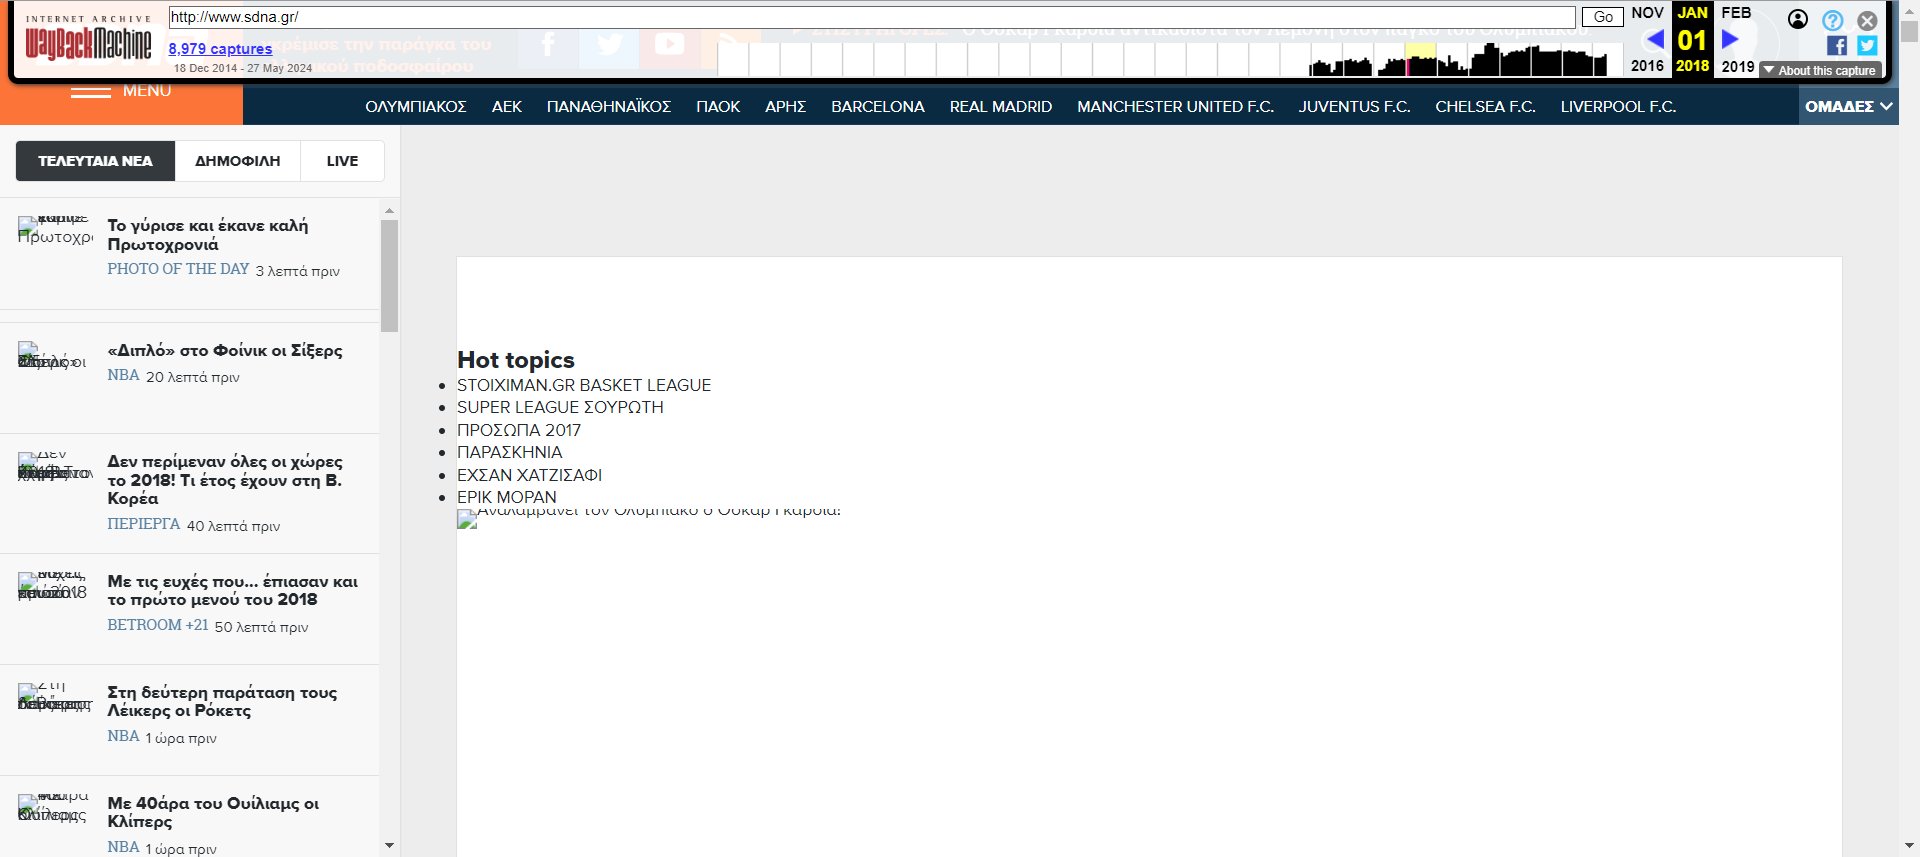 INTERNET ARCHIVE
WayBackMachine
http://www.sdna.gr/
Go
8,979 captures
18 Dec 2014 - 27 May 2024
NOV
JAN
FEB
01
2016
2018
2019
About this capture
MENU
ΟΛΥΜΠΙΑΚΟΣ
ΑΕΚ
ΠΑΝΑΘΗΝΑΪΚΟΣ
ΠΑΟΚ
ΑΡΗΣ
BARCELONA
REAL MADRID
MANCHESTER UNITED F.C.
JUVENTUS F.C.
CHELSEA F.C.
LIVERPOOL F.C.
ΟΜΑΔΕΣ
ΤΕΛΕΥΤΑΙΑ ΝΕΑ
ΔΗΜΟΦΙΛΗ
LIVE
Το γύρισε και έκανε καλή
Πρωτοχρονιά
PHOTO OF THE DAY 3 λεπτά πριν
«Διπλό» στο Φοίνικ οι Σίξερς
NBA 20 λεπτά πριν
Δεν περίμεναν όλες οι χώρες
το 2018! Τι έτος έχουν στη Β.
Κορέα
ΠΕΡΙΕΡΓΑ 40 λεπτά πριν
Με τις ευχές που... έπιασαν και
το πρώτο μενού του 2018
BETROOM +21 50 λεπτά πριν
Στη δεύτερη παράταση τους
Λέικερς οι Ρόκετς
NBA 1 ώρα πριν
Με 40άρα του Ουίλιαμς οι
Κλίπερς
NBA 1 ώρα πριν
Hot topics
STOIXIMAN.GR BASKET LEAGUE
SUPER LEAGUE ΣΟΥΡΩΤΗ
ΠΡΟΣΩΠΑ 2017
ΠΑΡΑΣΚΗΝΙΑ
ΕΧΣΑΝ ΧΑΤΖΙΣΑΦΙ
ΕΡΙΚ ΜΟΡΑΝ
Αναλαμβάνει τον Ολυμπιακό ο Όσκαρ Γκαρθία!